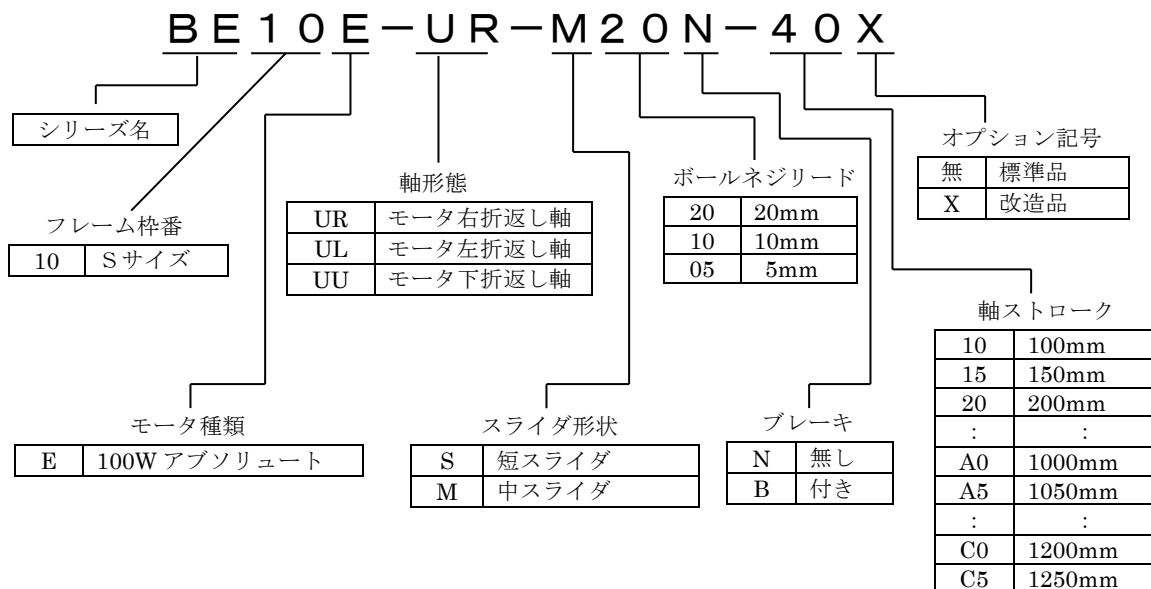 BE10E-UR-M20N-40X
シリーズ名
フレーム枠番
10 Sサイズ
モータ種類
E 100Wアブソリュート
軸形態
UR モータ右折返し軸
UL モータ左折返し軸
UU モータ下折返し軸
スライダ形状
S 短スライダ
M 中スライダ
ボールネジリード
20 20mm
10 10mm
05 5mm
ブレーキ
N 無し
B 付き
オプション記号
無 標準品
X 改造品
軸ストローク
10 100mm
15 150mm
20 200mm
: :
A0 1000mm
A5 1050mm
: :
C0 1200mm
C5 1250mm